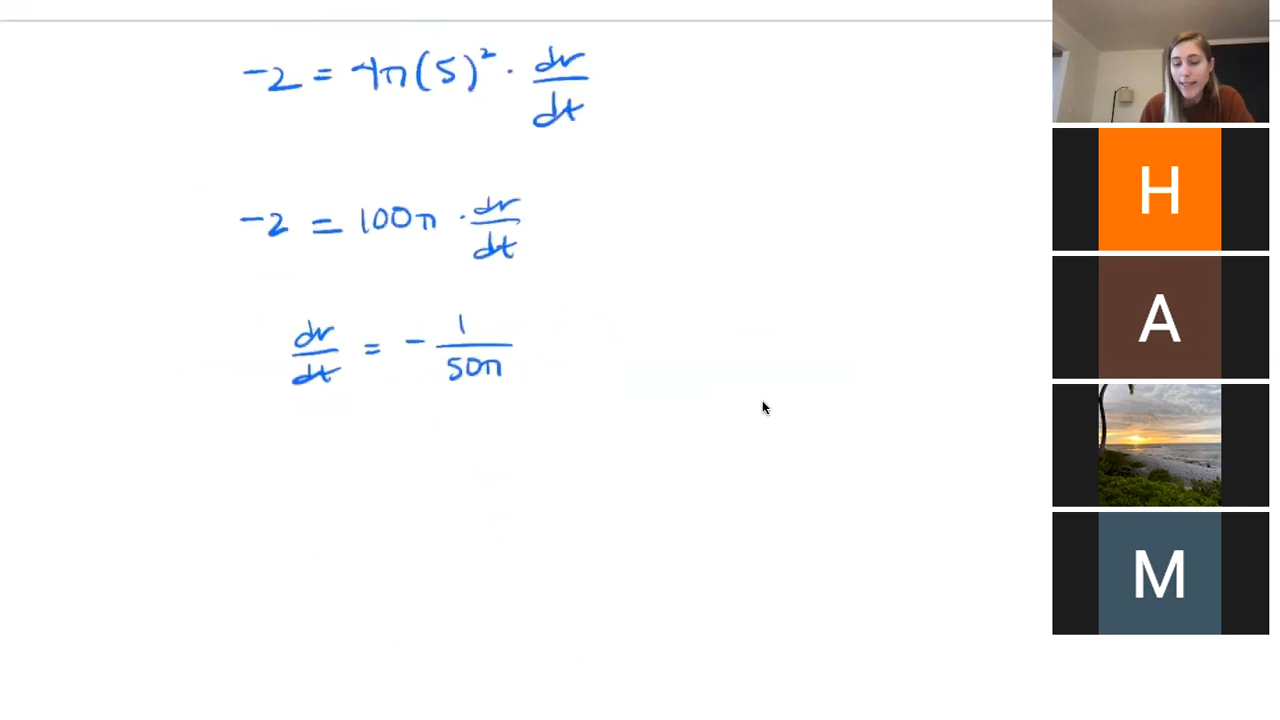 -2 = 4π(5)² · dr/dt
-2 = 100π · dr/dt
dr/dt = - 1/50π
H
A
M